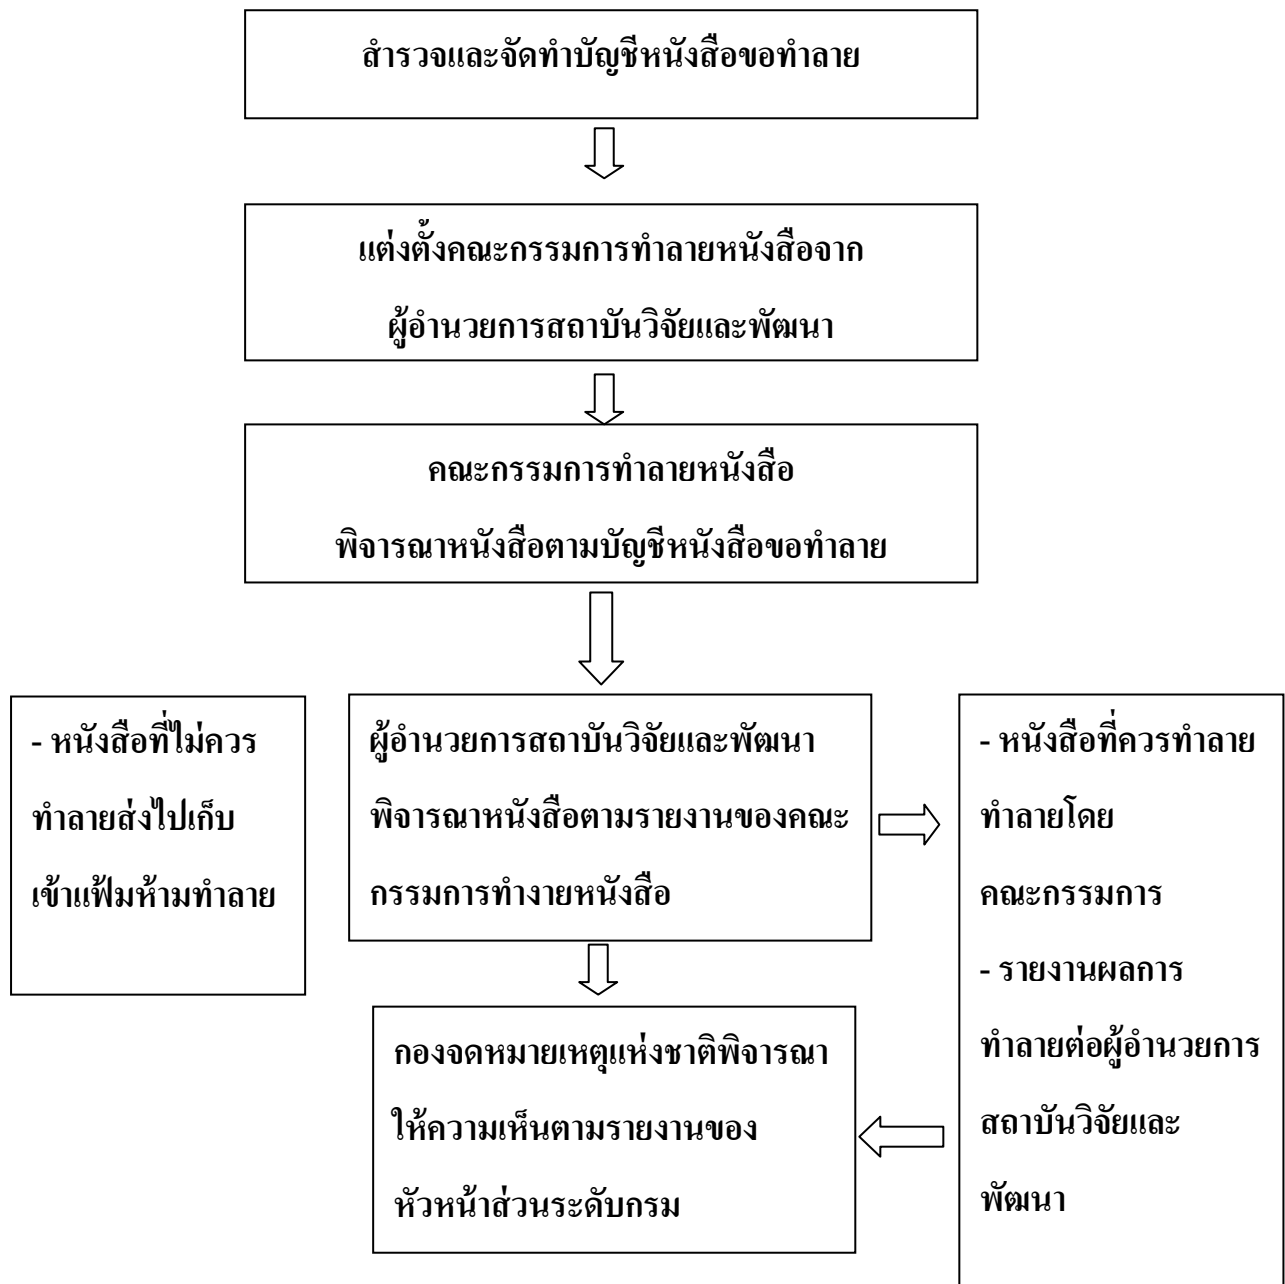 สำรวจและจัดทำบัญชีหนังสือขอทำลาย
แต่งตั้งคณะกรรมการทำลายหนังสือจาก
ผู้อำนวยการสถาบันวิจัยและพัฒนา
คณะกรรมการทำลายหนังสือ
พิจารณาหนังสือตามบัญชีหนังสือขอทำลาย
- หนังสือที่ไม่ควร
ทำลายส่งไปเก็บ
เข้าแฟ้มห้ามทำลาย
ผู้อำนวยการสถาบันวิจัยและพัฒนา
พิจารณาหนังสือตามรายงานของคณะ
กรรมการทำงายหนังสือ
- หนังสือที่ควรทำลาย
ทำลายโดย
คณะกรรมการ
- รายงานผลการ
ทำลายต่อผู้อำนวยการ
สถาบันวิจัยและ
พัฒนา
กองจดหมายเหตุแห่งชาติพิจารณา
ให้ความเห็นตามรายงานของ
หัวหน้าส่วนระดับกรม